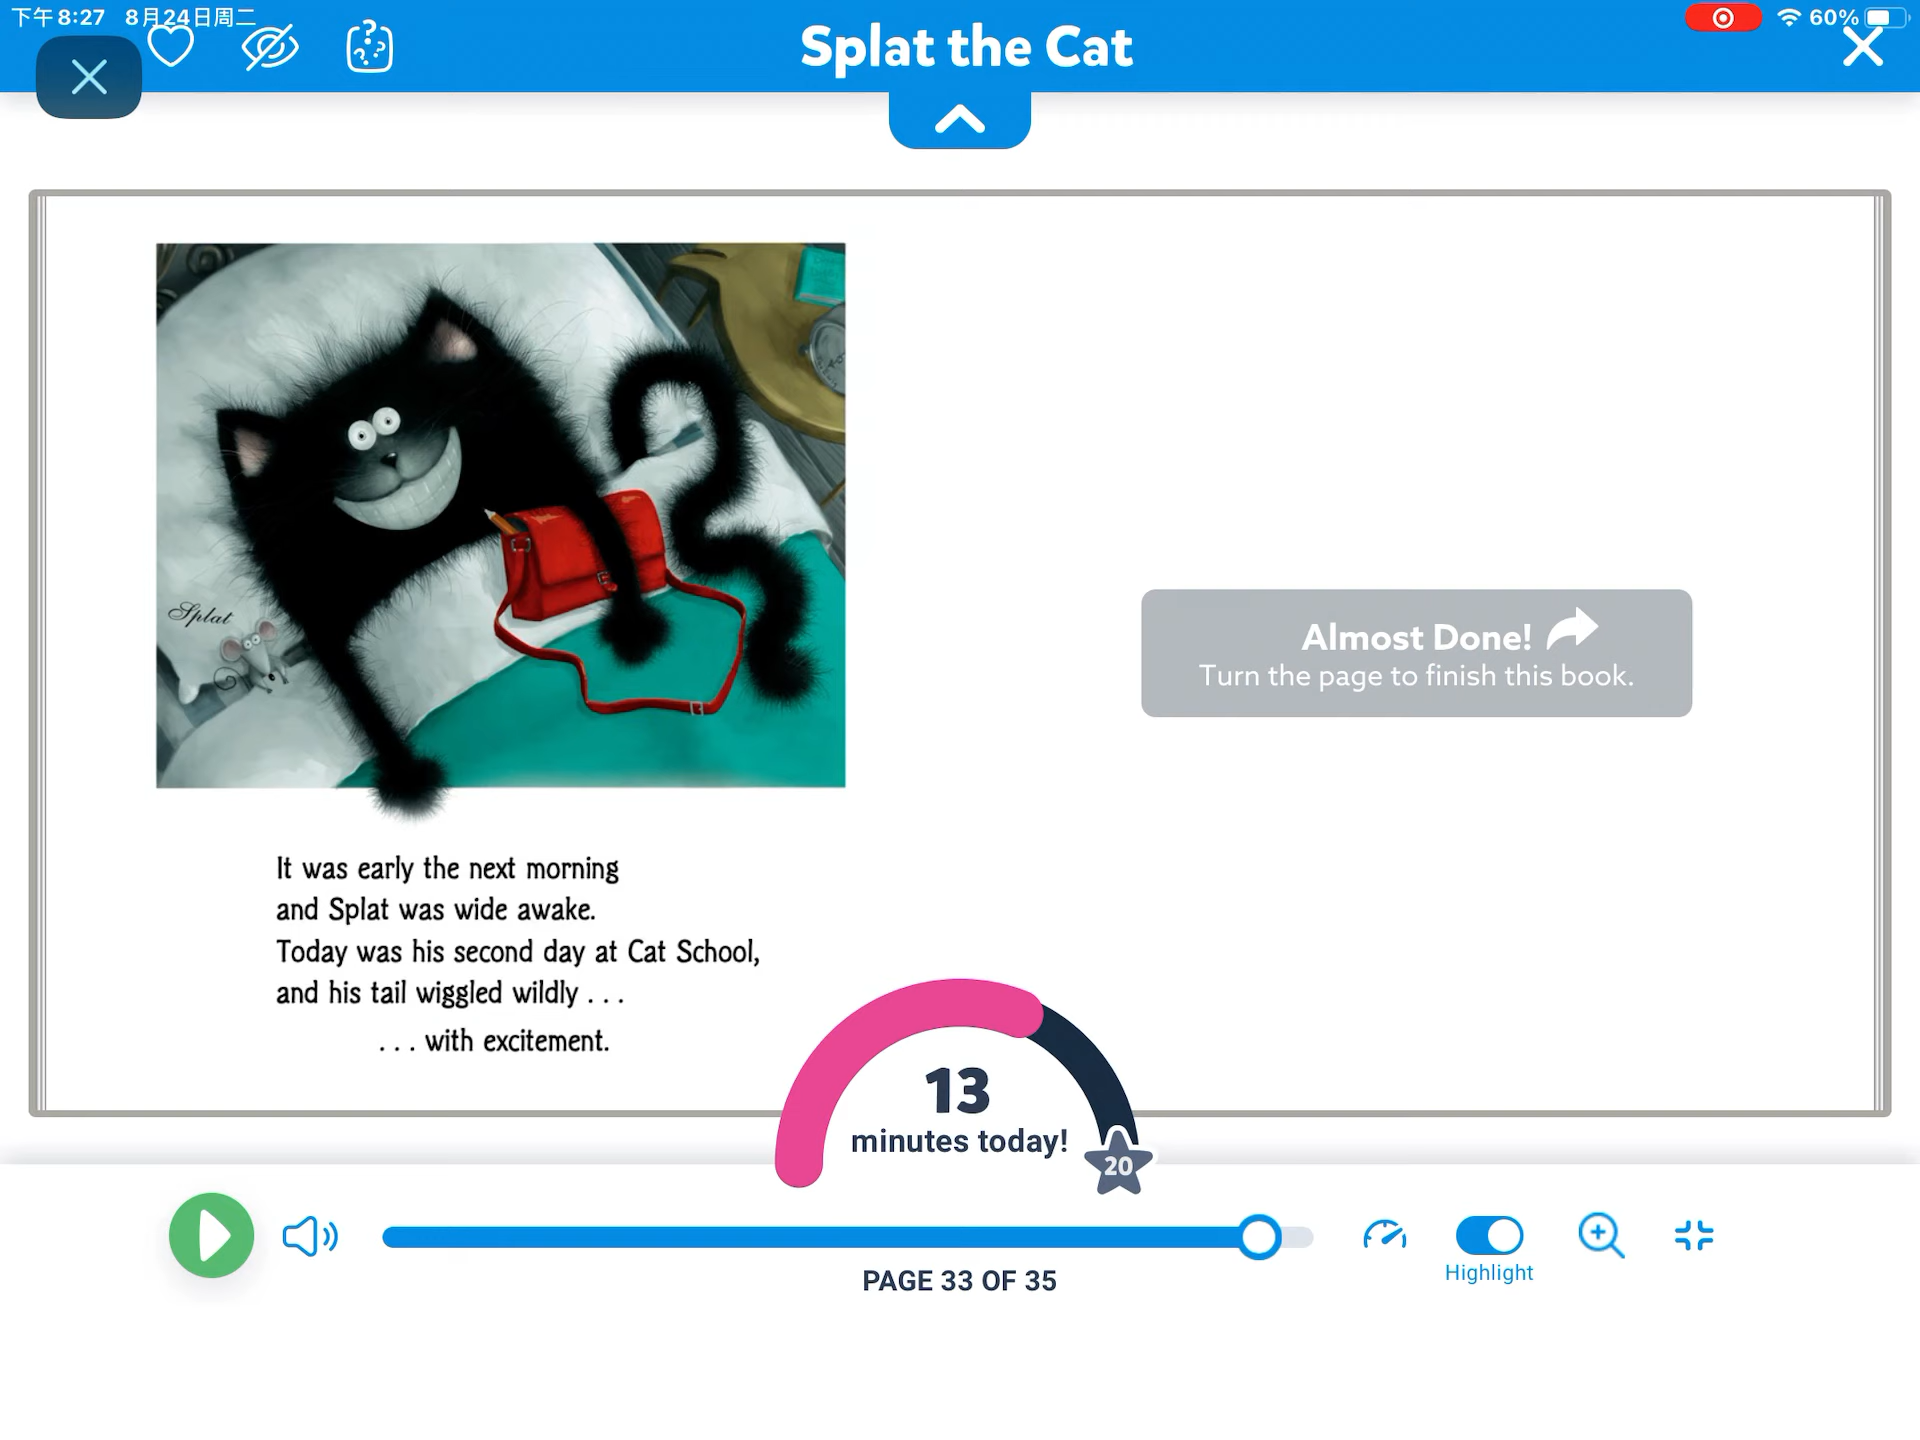 下午8:27 8月24日周二
60%
Splat the Cat
Splat
It was early the next morning
and Splat was wide awake.
Today was his second day at Cat School,
and his tail wiggled wildly . . .
. . . with excitement.
Almost Done!
Turn the page to finish this book.
13
minutes today!
20
PAGE 33 OF 35
Highlight